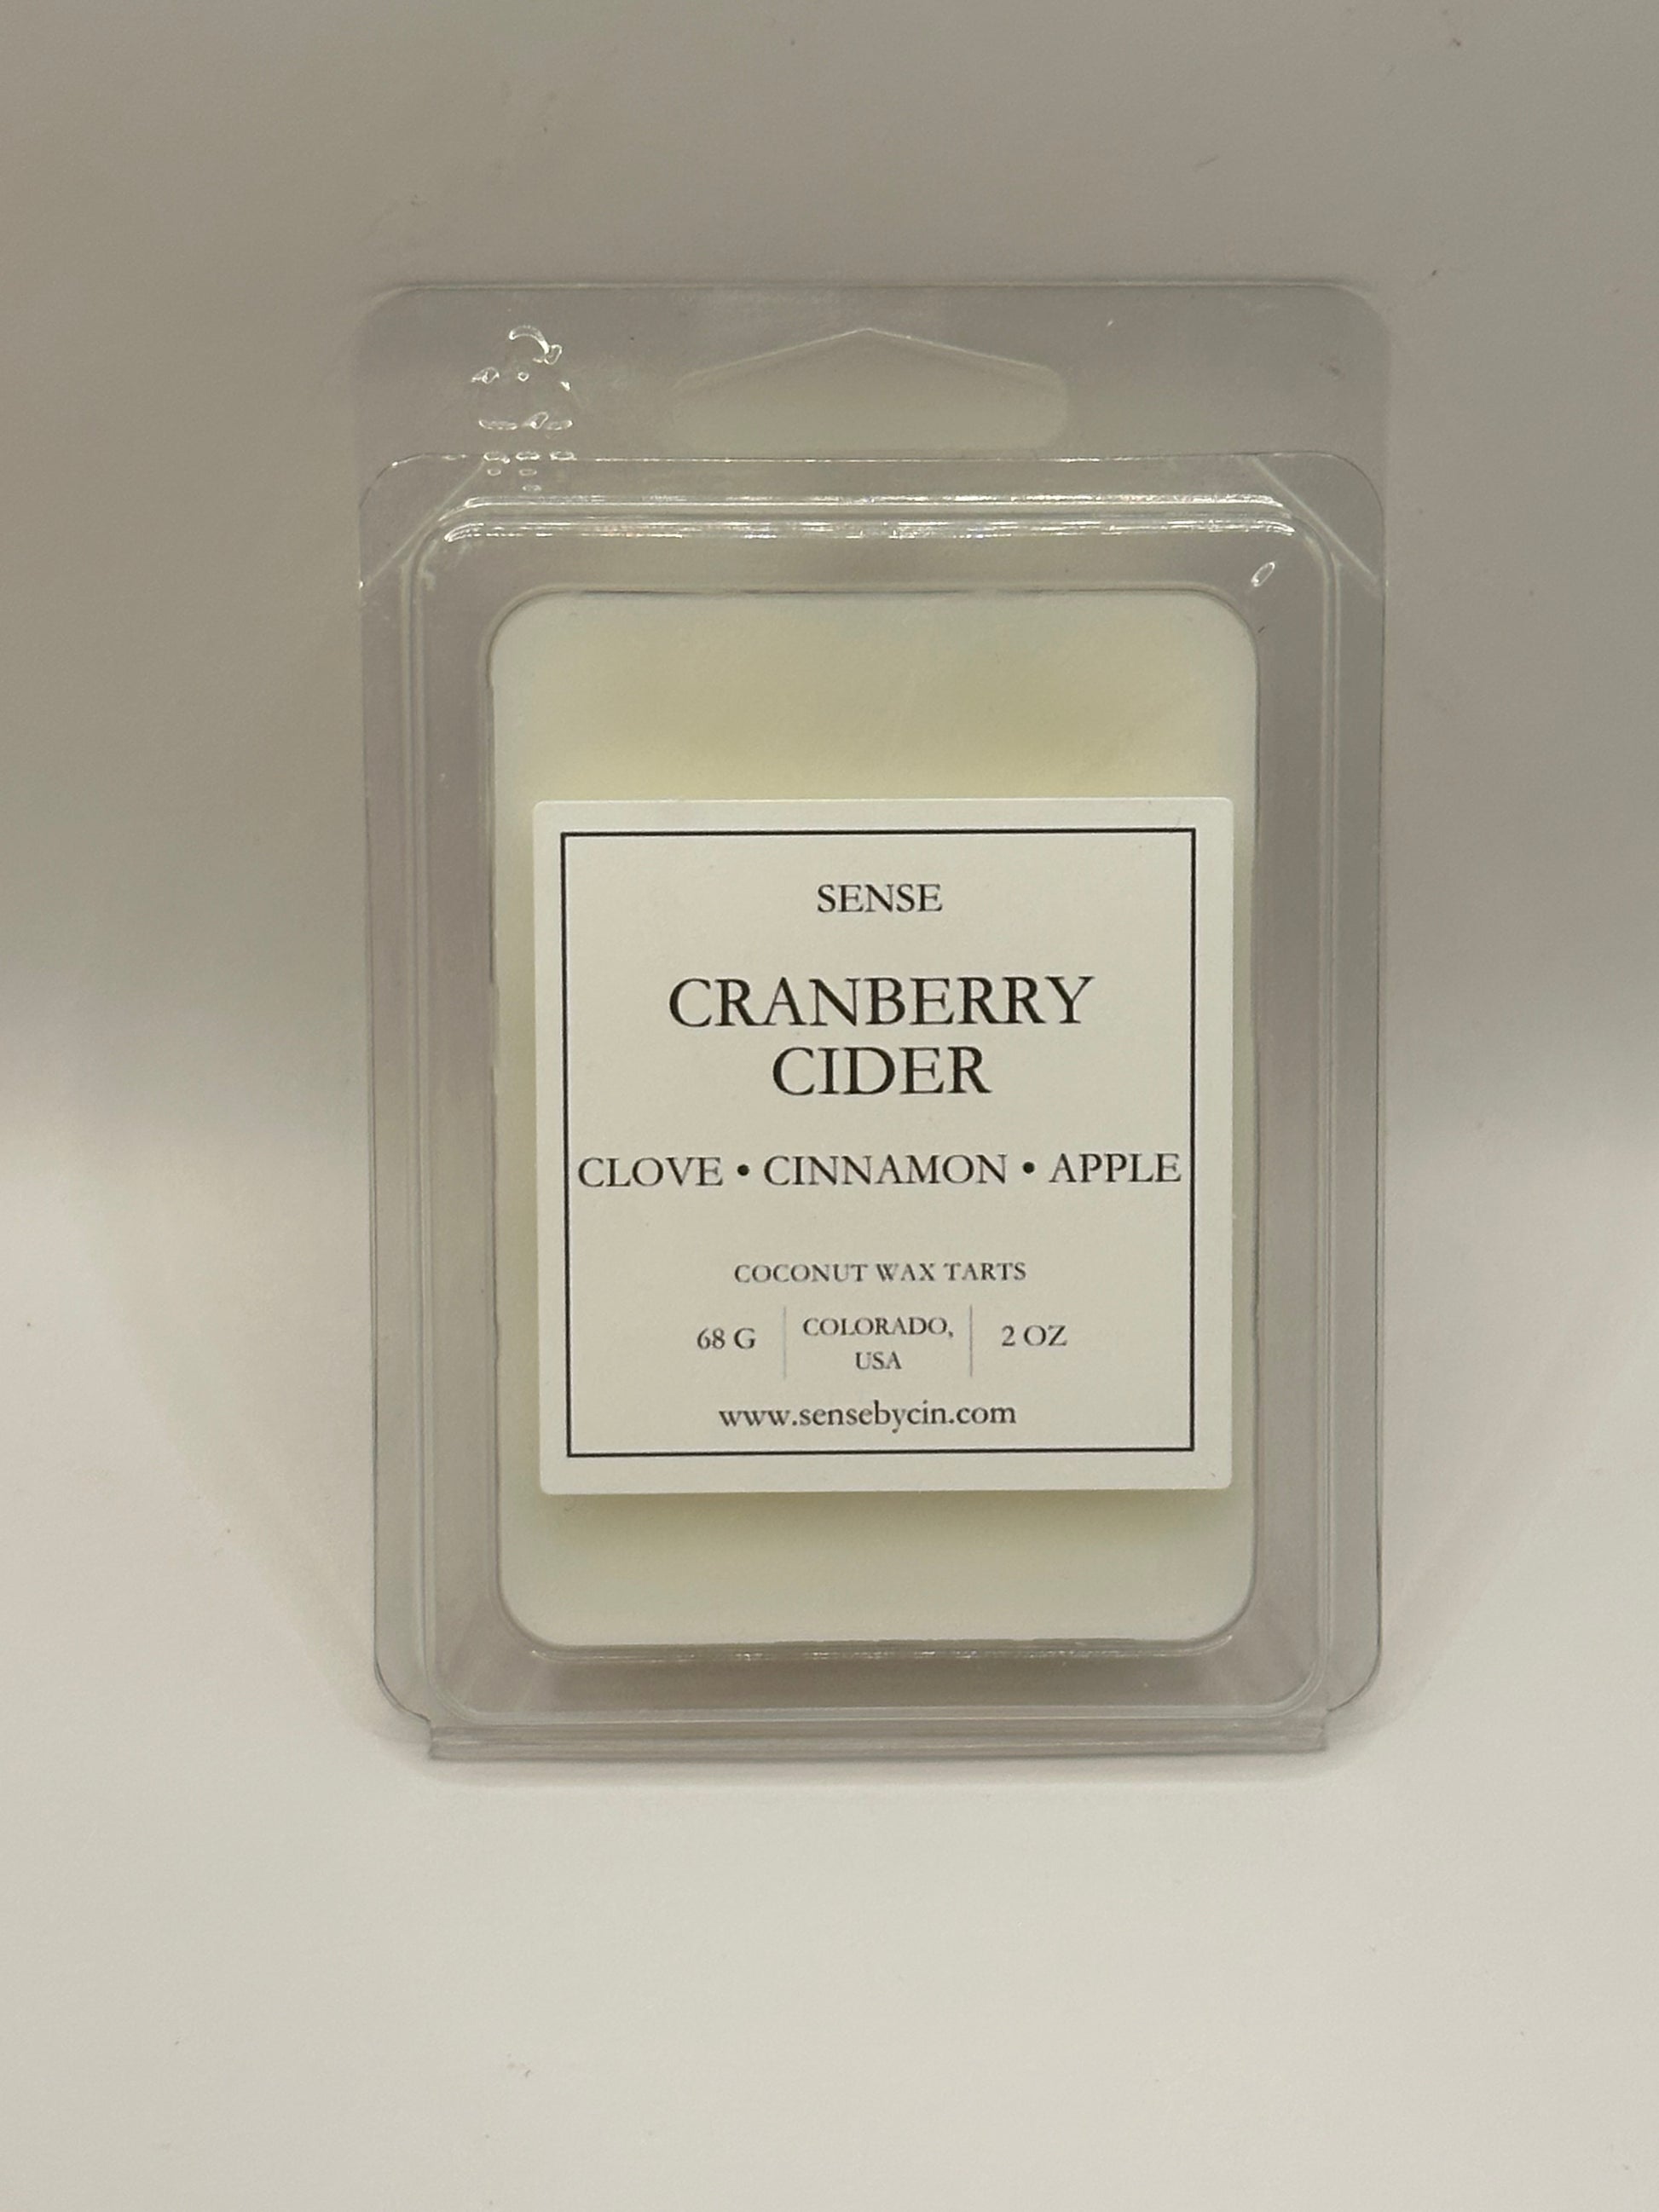 SENSE
CRANBERRY
CIDER
CLOVE • CINNAMON • APPLE
COCONUT WAX TARTS
68 G
COLORADO,
USA
2 OZ
www.sensebycin.com